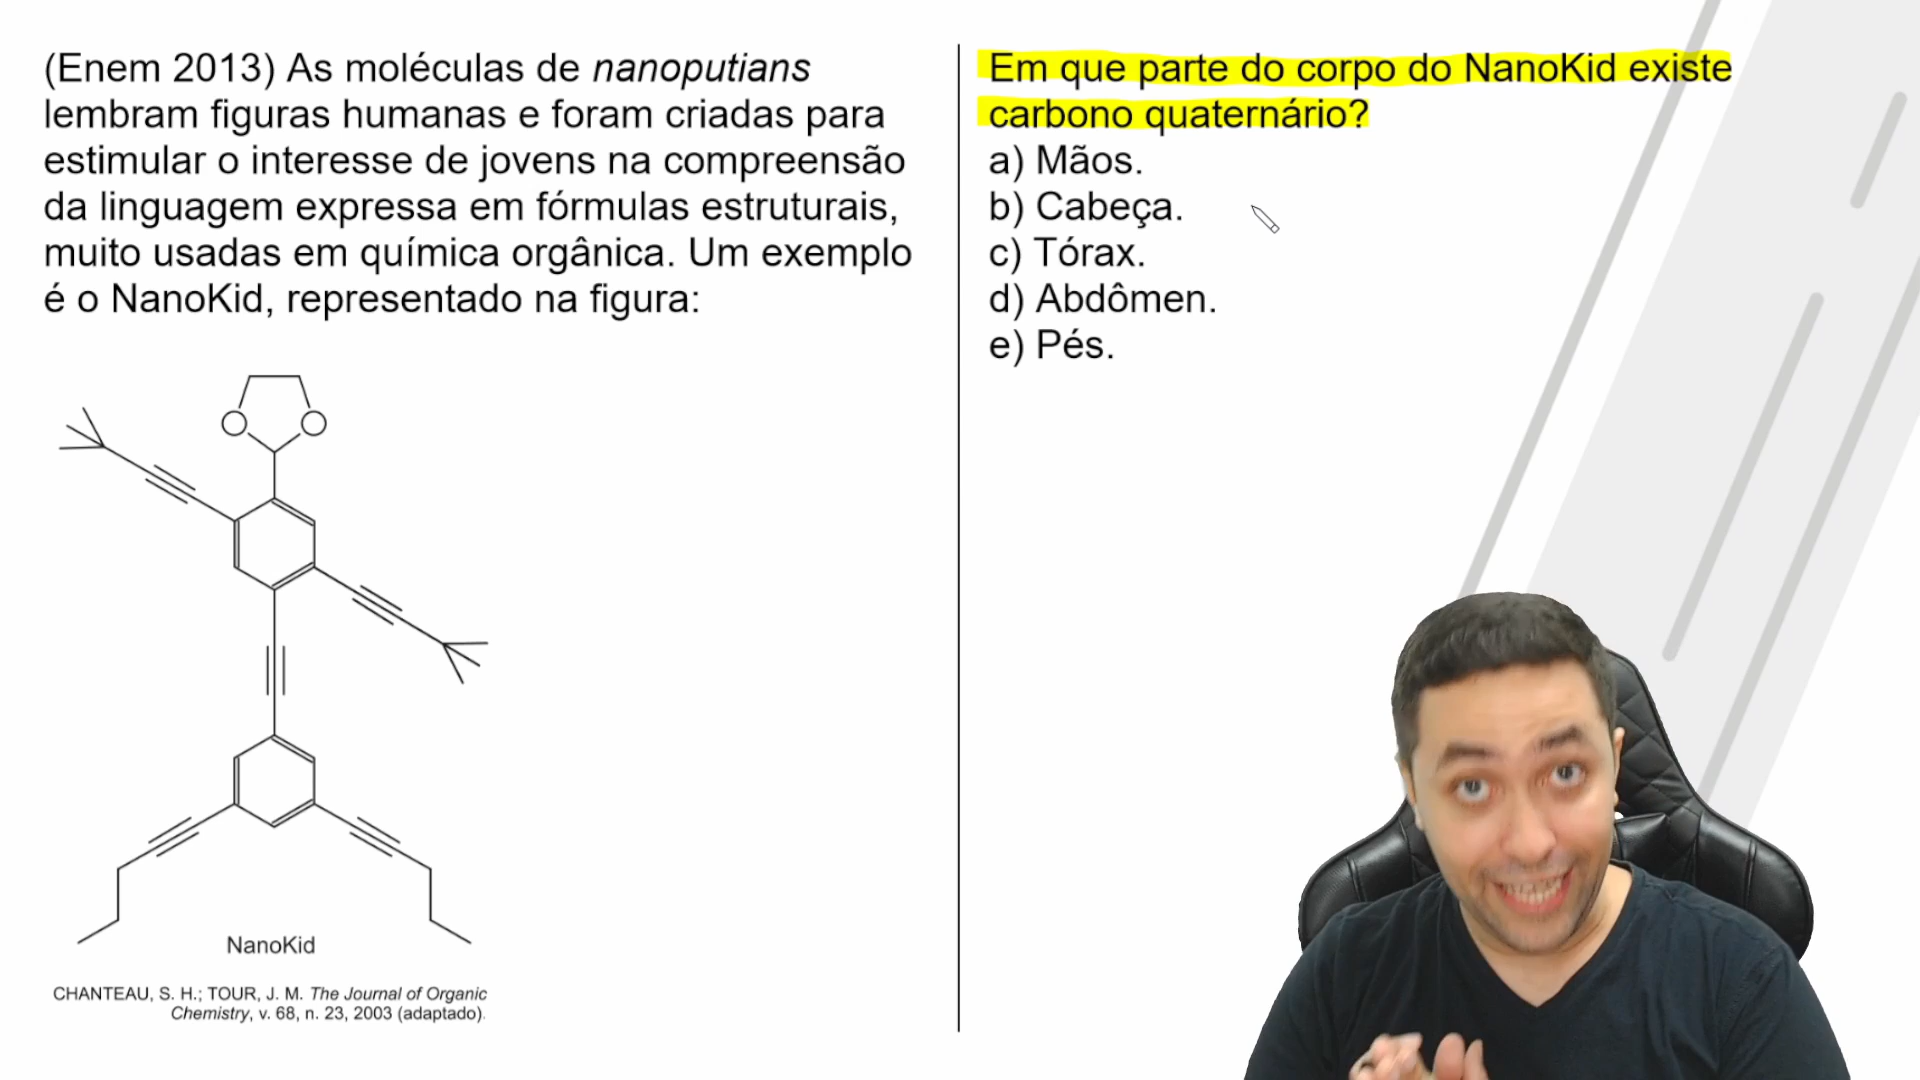 (Enem 2013) As moléculas de nanoputians
lembram figuras humanas e foram criadas para
estimular o interesse de jovens na compreensão
da linguagem expressa em fórmulas estruturais,
muito usadas em química orgânica. Um exemplo
é o NanoKid, representado na figura:
O O
NanoKid
CHANTEAU, S. H.; TOUR, J. M. The Journal of Organic
Chemistry, v. 68, n. 23, 2003 (adaptado).
Em que parte do corpo do NanoKid existe
carbono quaternário?
a) Mãos.
b) Cabeça.
c) Tórax.
d) Abdômen.
e) Pés.